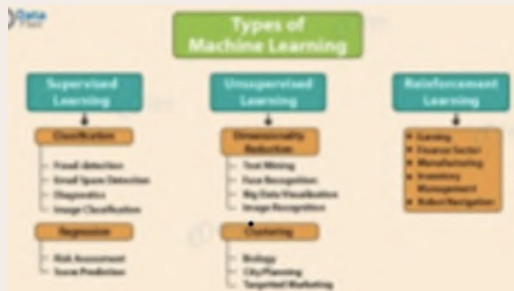 Data
Types of
Machine Learning
Supervised
Learning
Classification
Fraud detection
Email Spam Detection
Diagnostics
Image Classification
Regression
Risk Assessment
Score Prediction
Unsupervised
Learning
Dimensionality
Reduction
Text Mining
Face Recognition
Big Data Visualization
Image Recognition
Clustering
Biology
City Planning
Targetted Marketing
Reinforcement
Learning
Gaming
Finance Sector
Manufacturing
Inventory
Management
Robot Navigation